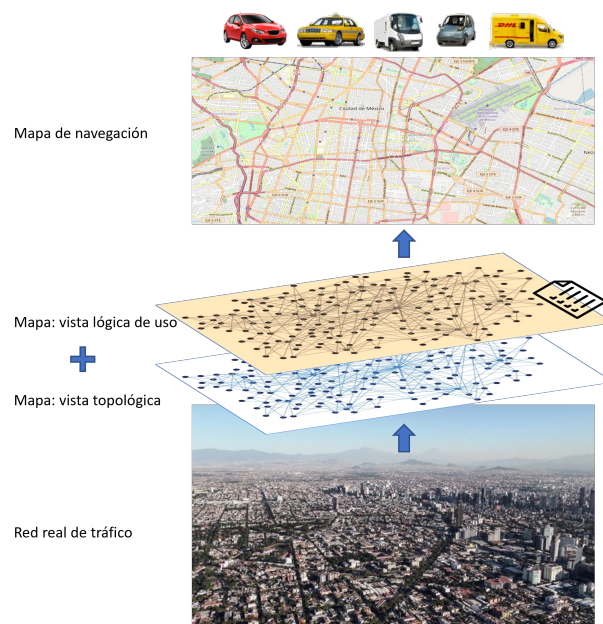 DHL
Mapa de navegación
Ciudad de México
Mapa: vista lógica de uso
Mapa: vista topológica
Red real de tráfico